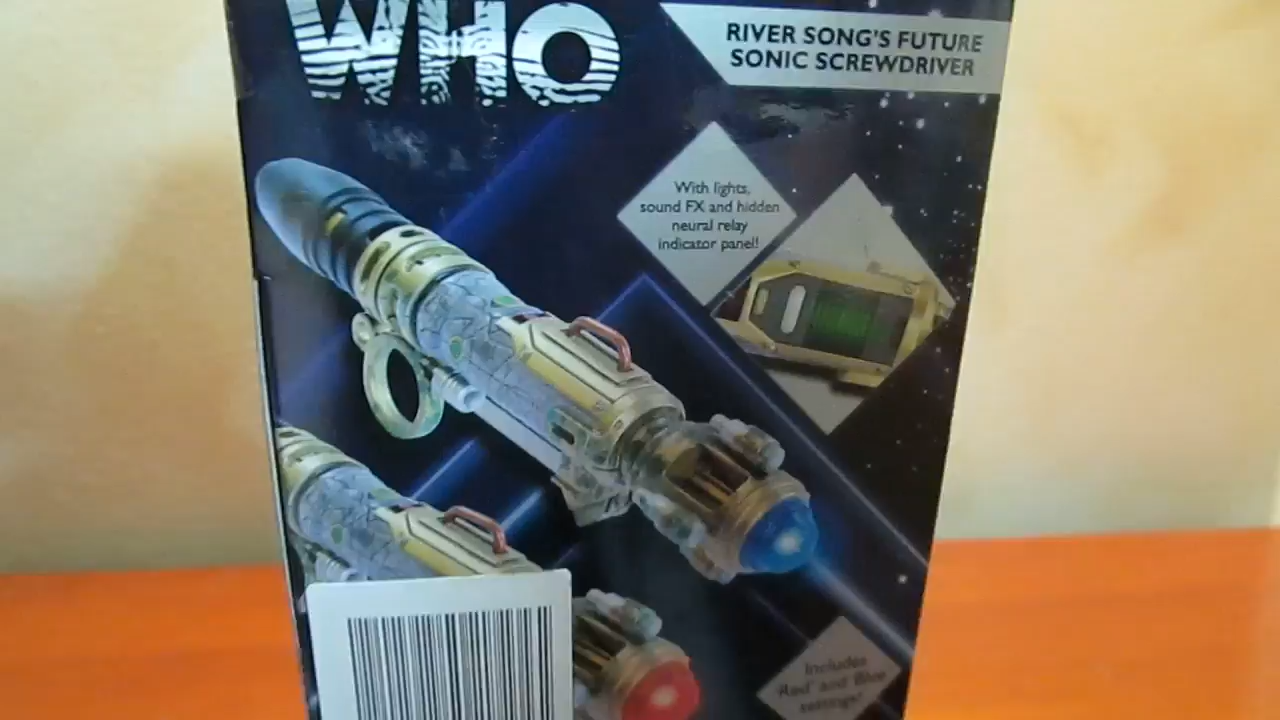 WHO
RIVER SONG'S FUTURE
SONIC SCREWDRIVER
With lights,
sound FX and hidden
neural relay
indicator panel!
Includes
Red and Blue
settings!